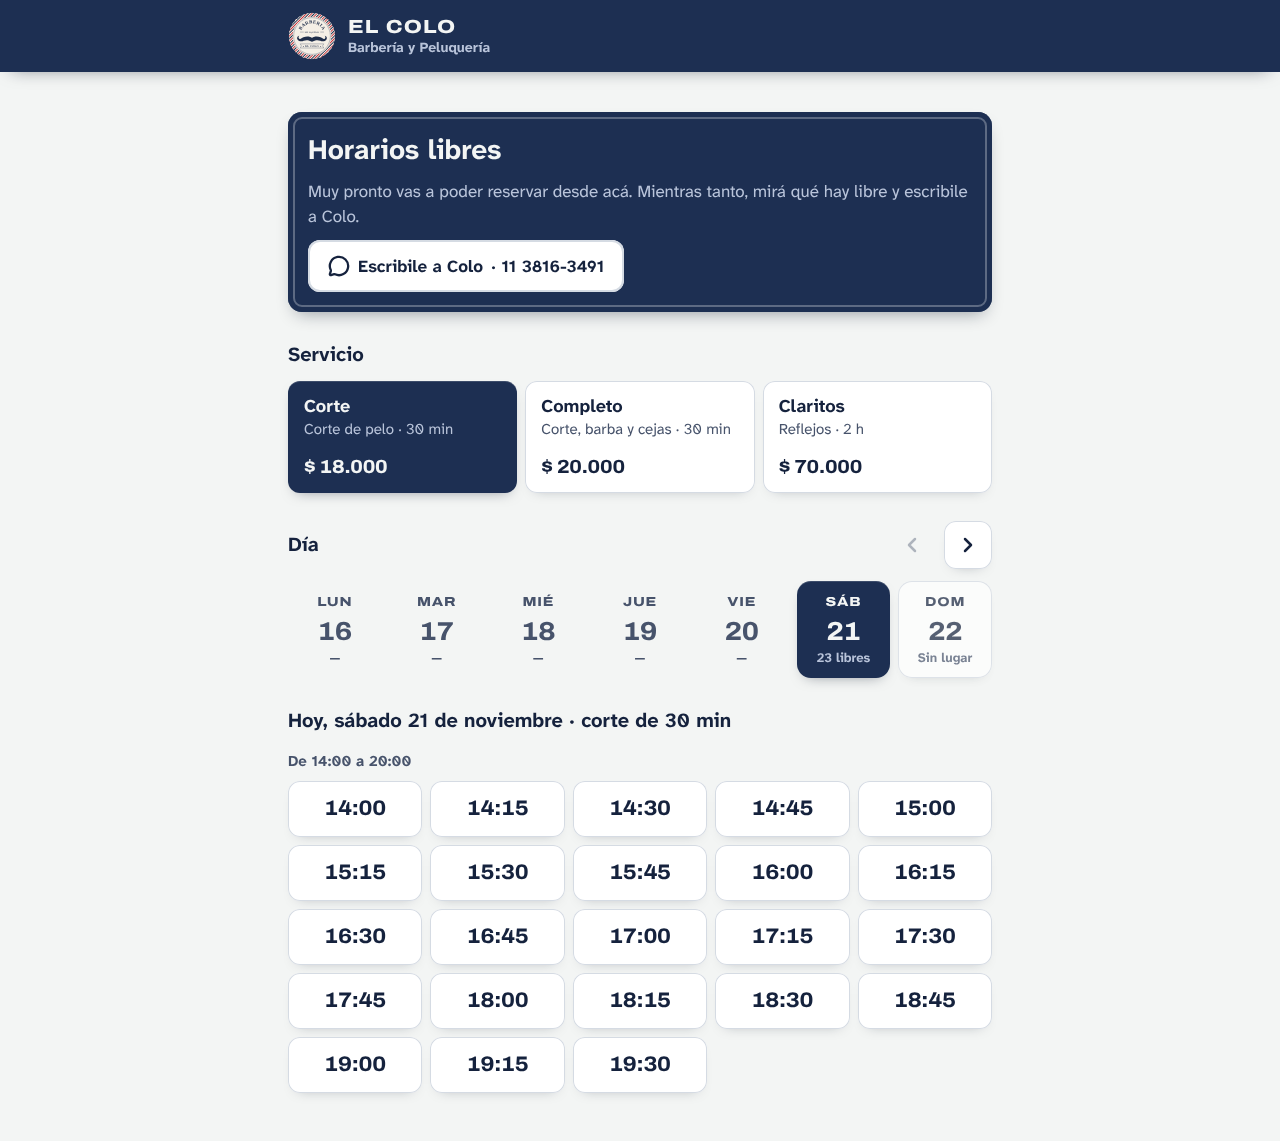 BARBERÍA
EL COLO
Barbería y Peluquería
Horarios libres
Muy pronto vas a poder reservar desde acá. Mientras tanto, mirá qué hay libre y escribile
a Colo.
Escribile a Colo · 11 3816-3491
Servicio
Corte
Corte de pelo · 30 min
$ 18.000
Completo
Corte, barba y cejas · 30 min
$ 20.000
Claritos
Reflejos · 2 h
$ 70.000
Día
LUN
16
–
MAR
17
–
MIÉ
18
–
JUE
19
–
VIE
20
–
SÁB
21
23 libres
DOM
22
Sin lugar
Hoy, sábado 21 de noviembre · corte de 30 min
De 14:00 a 20:00
14:00 14:15 14:30 14:45 15:00
15:15 15:30 15:45 16:00 16:15
16:30 16:45 17:00 17:15 17:30
17:45 18:00 18:15 18:30 18:45
19:00 19:15 19:30